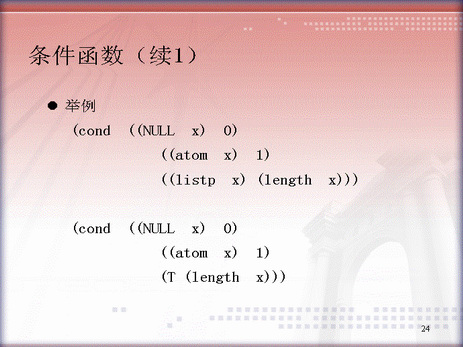 条件函数（续1）
● 举例
(cond ((NULL x) 0)
((atom x) 1)
((listp x) (length x)))
(cond ((NULL x) 0)
((atom x) 1)
(T (length x)))
24